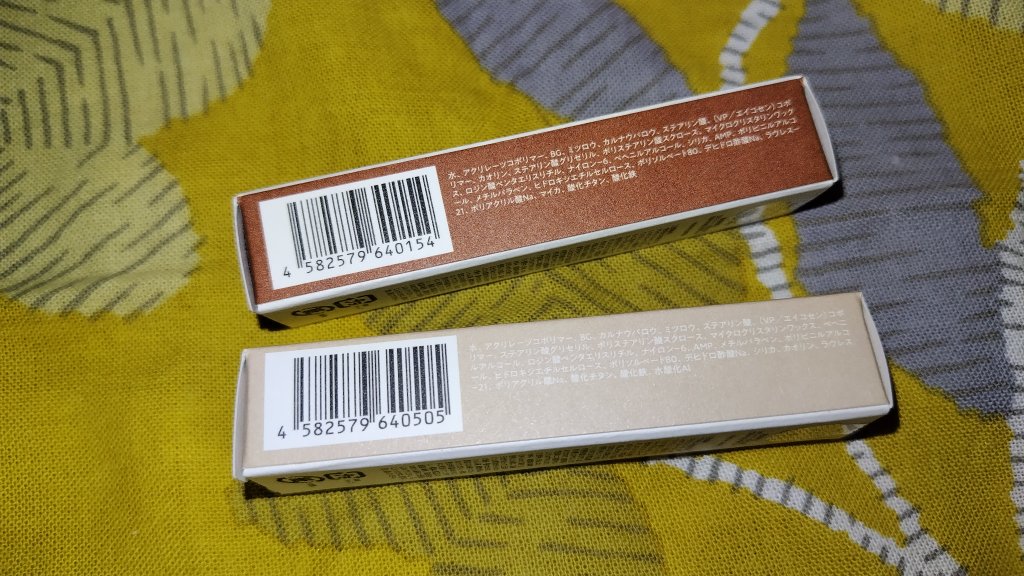 水、アクリレーツコポリマー、BG、ミツロウ、カルナウバロウ、ステアリン酸、(VP/エイコセン)コポ
リマー、カオリン、ステアリン酸グリセリル、ポリステアリン酸スクロース、マイクロクリスタリンワック
ス、ロジン酸ペンタエリスリチル、ナイロン-6、ベヘニルアルコール、シリカ、AMP、ポリビニルアルコ
ール、メチルパラベン、ヒドロキシエチルセルロース、ポリソルベート80、デヒドロ酢酸Na、ラウレス-
21、ポリアクリル酸Na、マイカ、酸化チタン、酸化鉄
4 582579 640154
水、アクリレーツコポリマー、BG、カルナウバロウ、ミツロウ、ステアリン酸、(VP/エイコセン)コポ
リマー、ステアリン酸グリセリル、ポリステアリン酸スクロース、マイクロクリスタリンワックス、ベヘニ
ルアルコール、ロジン酸ペンタエリスリチル、ナイロン-6、AMP、メチルパラベン、ポリビニルアルコ
ール、ヒドロキシエチルセルロース、ポリソルベート80、デヒドロ酢酸Na、シリカ、カオリン、ラウレス
-21、ポリアクリル酸Na、酸化チタン、酸化鉄、水酸化Al
4 582579 640505